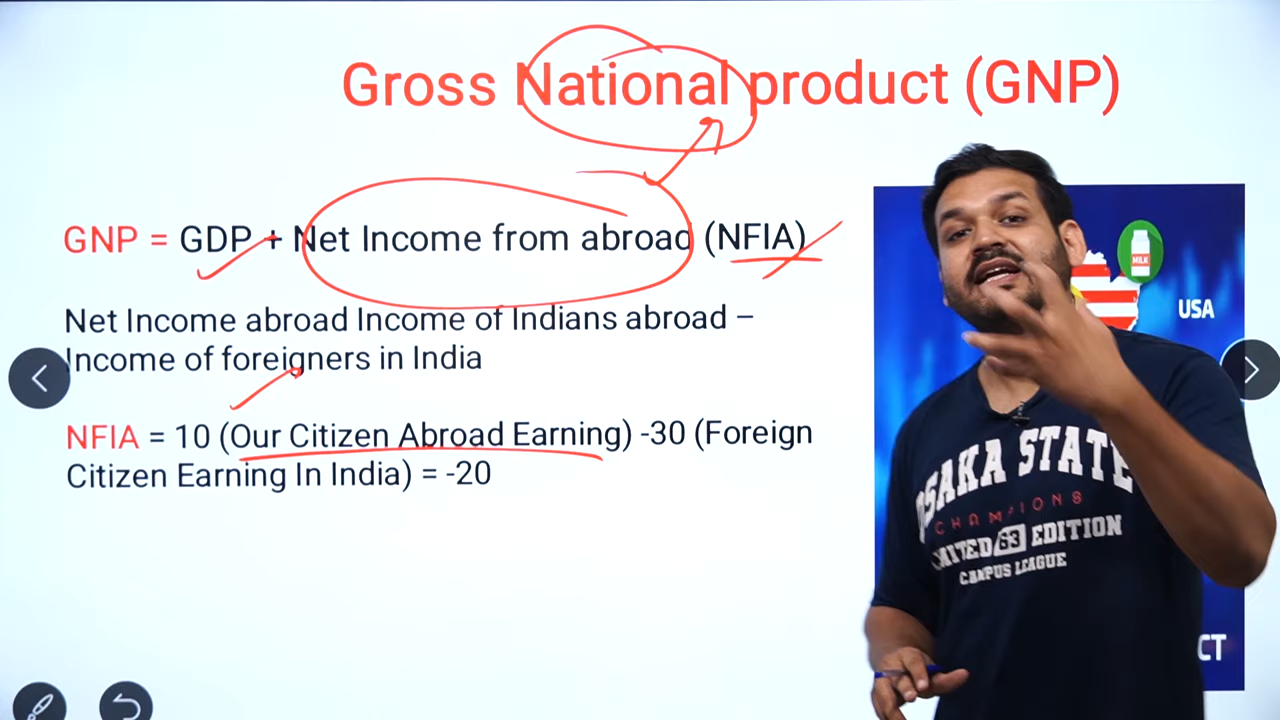 Gross National product (GNP)
GNP = GDP + Net Income from abroad (NFIA)
Net Income abroad Income of Indians abroad –
Income of foreigners in India
NFIA = 10 (Our Citizen Abroad Earning) -30 (Foreign
Citizen Earning In India) = -20
MILK
USA
OSAKA STATE
CHAMPIONS
LIMITED 63 EDITION
CAMPUS LEAGUE
CT